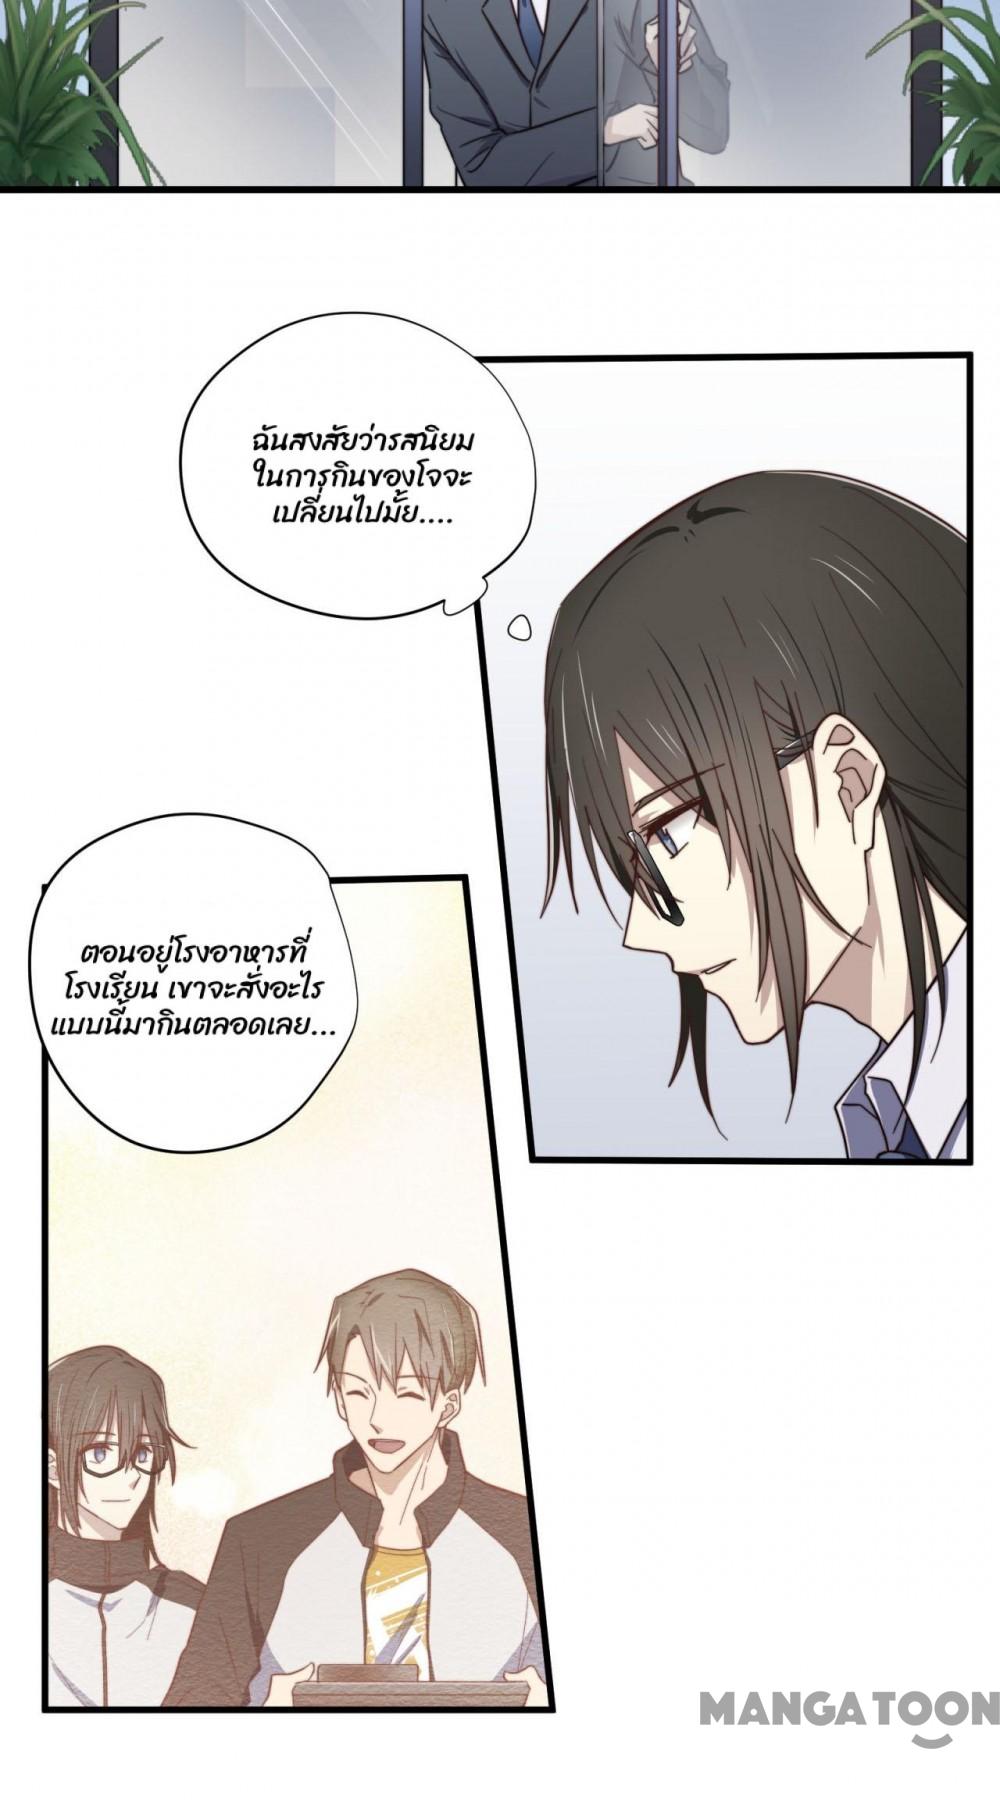 ฉันสงสัยว่ารสนิยม
ในการกินของโจจะ
เปลี่ยนไปมั้ย....
ตอนอยู่โรงอาหารที่
โรงเรียน เขาจะสั่งอะไร
แบบนี้มากินตลอดเลย...
MANGATOON